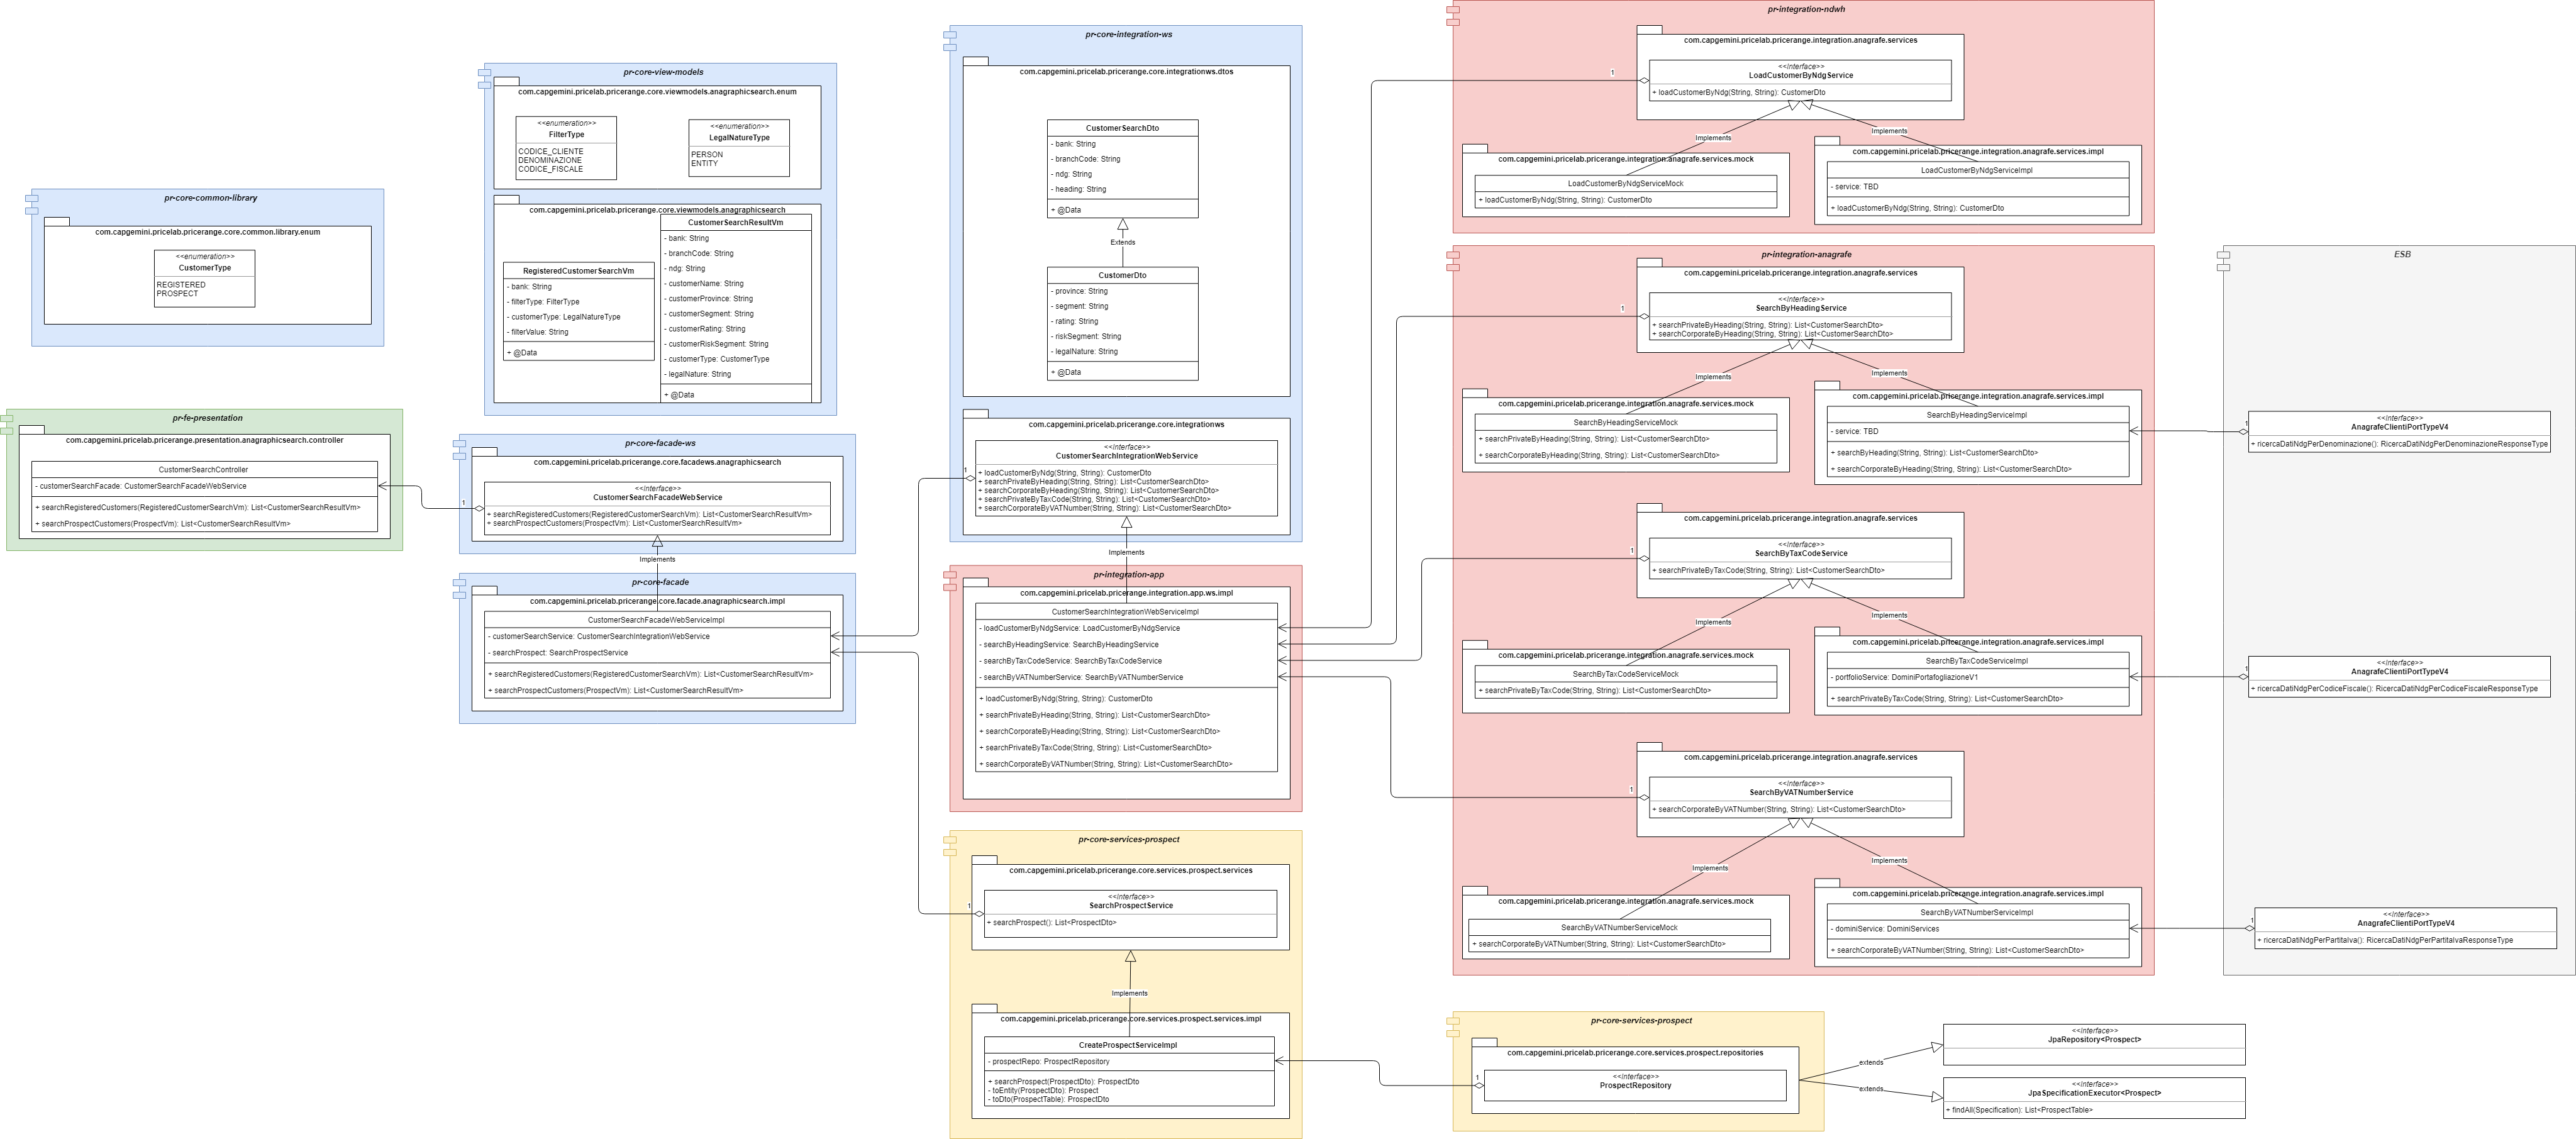 pr-core-common-library
com.capgemini.pricelab.pricerange.core.common.library.enum
<<enumeration>>
CustomerType
REGISTERED
PROSPECT
pr-fe-presentation
com.capgemini.pricelab.pricerange.presentation.anagraphicsearch.controller
CustomerSearchController
- customerSearchFacade: CustomerSearchFacadeWebService
+ searchRegisteredCustomers(RegisteredCustomerSearchVm): List<CustomerSearchResultVm>
+ searchProspectCustomers(ProspectVm): List<CustomerSearchResultVm>
pr-core-view-models
com.capgemini.pricelab.pricerange.core.viewmodels.anagraphicsearch.enum
<<enumeration>>
FilterType
CODICE_CLIENTE
DENOMINAZIONE
CODICE_FISCALE
<<enumeration>>
LegalNatureType
PERSON
ENTITY
com.capgemini.pricelab.pricerange.core.viewmodels.anagraphicsearch
RegisteredCustomerSearchVm
- bank: String
- filterType: FilterType
- customerType: LegalNatureType
- filterValue: String
+ @Data
CustomerSearchResultVm
- bank: String
- branchCode: String
- ndg: String
- customerName: String
- customerProvince: String
- customerSegment: String
- customerRating: String
- customerRiskSegment: String
- customerType: CustomerType
- legalNature: String
+ @Data
pr-core-facade-ws
com.capgemini.pricelab.pricerange.core.facadews.anagraphicsearch
<<interface>>
CustomerSearchFacadeWebService
+ searchRegisteredCustomers(RegisteredCustomerSearchVm): List<CustomerSearchResultVm>
+ searchProspectCustomers(ProspectVm): List<CustomerSearchResultVm>
1
Implements
pr-core-facade
com.capgemini.pricelab.pricerange.core.facade.anagraphicsearch.impl
CustomerSearchFacadeWebServiceImpl
- customerSearchService: CustomerSearchIntegrationWebService
- searchProspect: SearchProspectService
+ searchRegisteredCustomers(RegisteredCustomerSearchVm): List<CustomerSearchResultVm>
+ searchProspectCustomers(ProspectVm): List<CustomerSearchResultVm>
pr-core-integration-ws
com.capgemini.pricelab.pricerange.core.integrationws.dtos
CustomerSearchDto
- bank: String
- branchCode: String
- ndg: String
- heading: String
+ @Data
Extends
CustomerDto
- province: String
- segment: String
- rating: String
- riskSegment: String
- legalNature: String
+ @Data
com.capgemini.pricelab.pricerange.core.integrationws
<<interface>>
CustomerSearchIntegrationWebService
+ loadCustomerByNdg(String, String): CustomerDto
+ searchPrivateByHeading(String, String): List<CustomerSearchDto>
+ searchCorporateByHeading(String, String): List<CustomerSearchDto>
+ searchPrivateByTaxCode(String, String): List<CustomerSearchDto>
+ searchCorporateByVATNumber(String, String): List<CustomerSearchDto>
1
Implements
pr-integration-app
com.capgemini.pricelab.pricerange.integration.app.ws.impl
CustomerSearchIntegrationWebServiceImpl
- loadCustomerByNdgService: LoadCustomerByNdgService
- searchByHeadingService: SearchByHeadingService
- searchByTaxCodeService: SearchByTaxCodeService
- searchByVATNumberService: SearchByVATNumberService
+ loadCustomerByNdg(String, String): CustomerDto
+ searchPrivateByHeading(String, String): List<CustomerSearchDto>
+ searchCorporateByHeading(String, String): List<CustomerSearchDto>
+ searchPrivateByTaxCode(String, String): List<CustomerSearchDto>
+ searchCorporateByVATNumber(String, String): List<CustomerSearchDto>
pr-core-services-prospect
com.capgemini.pricelab.pricerange.core.services.prospect.services
<<interface>>
SearchProspectService
+ searchProspect(): List<ProspectDto>
1
Implements
com.capgemini.pricelab.pricerange.core.services.prospect.services.impl
CreateProspectServiceImpl
- prospectRepo: ProspectRepository
+ searchProspect(ProspectDto): ProspectDto
- toEntity(ProspectDto): Prospect
- toDto(ProspectTable): ProspectDto
pr-integration-ndwh
com.capgemini.pricelab.pricerange.integration.anagrafe.services
<<interface>>
LoadCustomerByNdgService
+ loadCustomerByNdg(String, String): CustomerDto
1
Implements
Implements
com.capgemini.pricelab.pricerange.integration.anagrafe.services.mock
LoadCustomerByNdgServiceMock
+ loadCustomerByNdg(String, String): CustomerDto
com.capgemini.pricelab.pricerange.integration.anagrafe.services.impl
LoadCustomerByNdgServiceImpl
- service: TBD
+ loadCustomerByNdg(String, String): CustomerDto
pr-integration-anagrafe
com.capgemini.pricelab.pricerange.integration.anagrafe.services
<<interface>>
SearchByHeadingService
+ searchPrivateByHeading(String, String): List<CustomerSearchDto>
+ searchCorporateByHeading(String, String): List<CustomerSearchDto>
1
Implements
Implements
com.capgemini.pricelab.pricerange.integration.anagrafe.services.mock
SearchByHeadingServiceMock
+ searchPrivateByHeading(String, String): List<CustomerSearchDto>
+ searchCorporateByHeading(String, String): List<CustomerSearchDto>
com.capgemini.pricelab.pricerange.integration.anagrafe.services.impl
SearchByHeadingServiceImpl
- service: TBD
+ searchByHeading(String, String): List<CustomerSearchDto>
+ searchCorporateByHeading(String, String): List<CustomerSearchDto>
com.capgemini.pricelab.pricerange.integration.anagrafe.services
<<interface>>
SearchByTaxCodeService
+ searchPrivateByTaxCode(String, String): List<CustomerSearchDto>
1
Implements
Implements
com.capgemini.pricelab.pricerange.integration.anagrafe.services.mock
SearchByTaxCodeServiceMock
+ searchPrivateByTaxCode(String, String): List<CustomerSearchDto>
com.capgemini.pricelab.pricerange.integration.anagrafe.services.impl
SearchByTaxCodeServiceImpl
- portfolioService: DominiPortafogliazioneV1
+ searchPrivateByTaxCode(String, String): List<CustomerSearchDto>
com.capgemini.pricelab.pricerange.integration.anagrafe.services
<<interface>>
SearchByVATNumberService
+ searchCorporateByVATNumber(String, String): List<CustomerSearchDto>
1
Implements
Implements
com.capgemini.pricelab.pricerange.integration.anagrafe.services.mock
SearchByVATNumberServiceMock
+ searchCorporateByVATNumber(String, String): List<CustomerSearchDto>
com.capgemini.pricelab.pricerange.integration.anagrafe.services.impl
SearchByVATNumberServiceImpl
- dominiService: DominiServices
+ searchCorporateByVATNumber(String, String): List<CustomerSearchDto>
ESB
<<interface>>
AnagrafeClientiPortTypeV4
+ ricercaDatiNdgPerDenominazione(): RicercaDatiNdgPerDenominazioneResponseType
1
<<interface>>
AnagrafeClientiPortTypeV4
+ ricercaDatiNdgPerCodiceFiscale(): RicercaDatiNdgPerCodiceFiscaleResponseType
1
<<interface>>
AnagrafeClientiPortTypeV4
+ ricercaDatiNdgPerPartitaIva(): RicercaDatiNdgPerPartitaIvaResponseType
1
pr-core-services-prospect
com.capgemini.pricelab.pricerange.core.services.prospect.repositories
<<interface>>
ProspectRepository
1
extends
extends
<<interface>>
JpaRepository<Prospect>
<<interface>>
JpaSpecificationExecutor<Prospect>
+ findAll(Specification): List<ProspectTable>